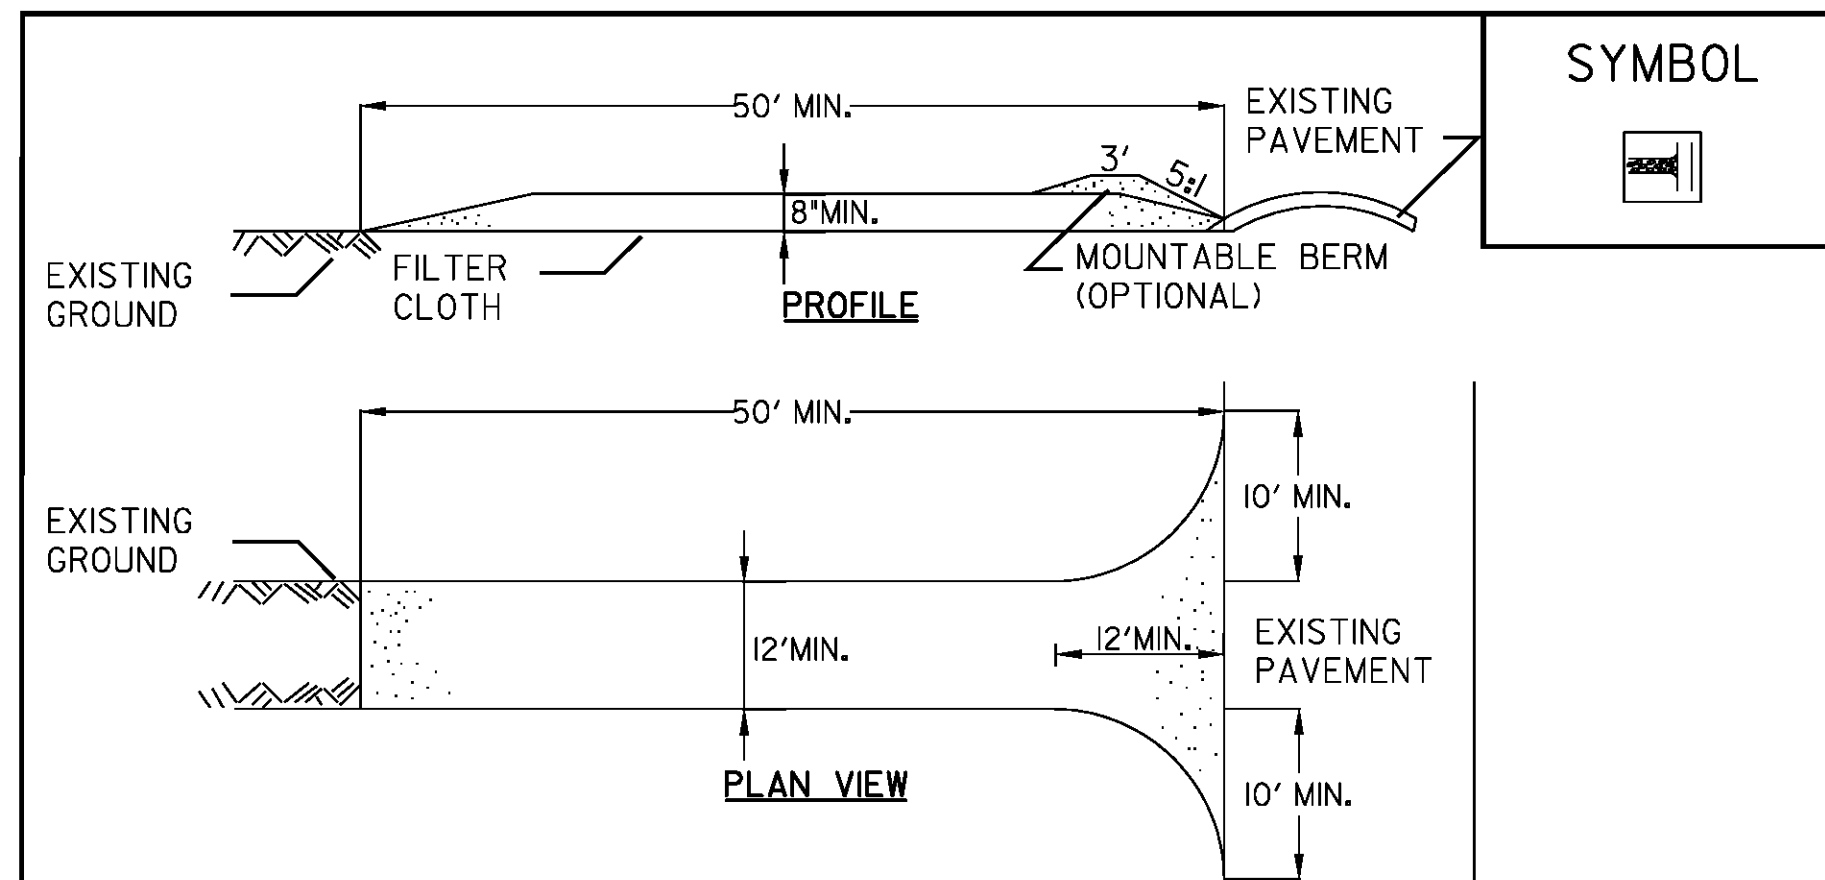 SYMBOL
50' MIN.
EXISTING
PAVEMENT
3'
5:1
8"MIN.
EXISTING
GROUND
FILTER
CLOTH
MOUNTABLE BERM
(OPTIONAL)
PROFILE
50' MIN.
10' MIN.
EXISTING
GROUND
12'MIN.
12'MIN.
EXISTING
PAVEMENT
PLAN VIEW
10' MIN.